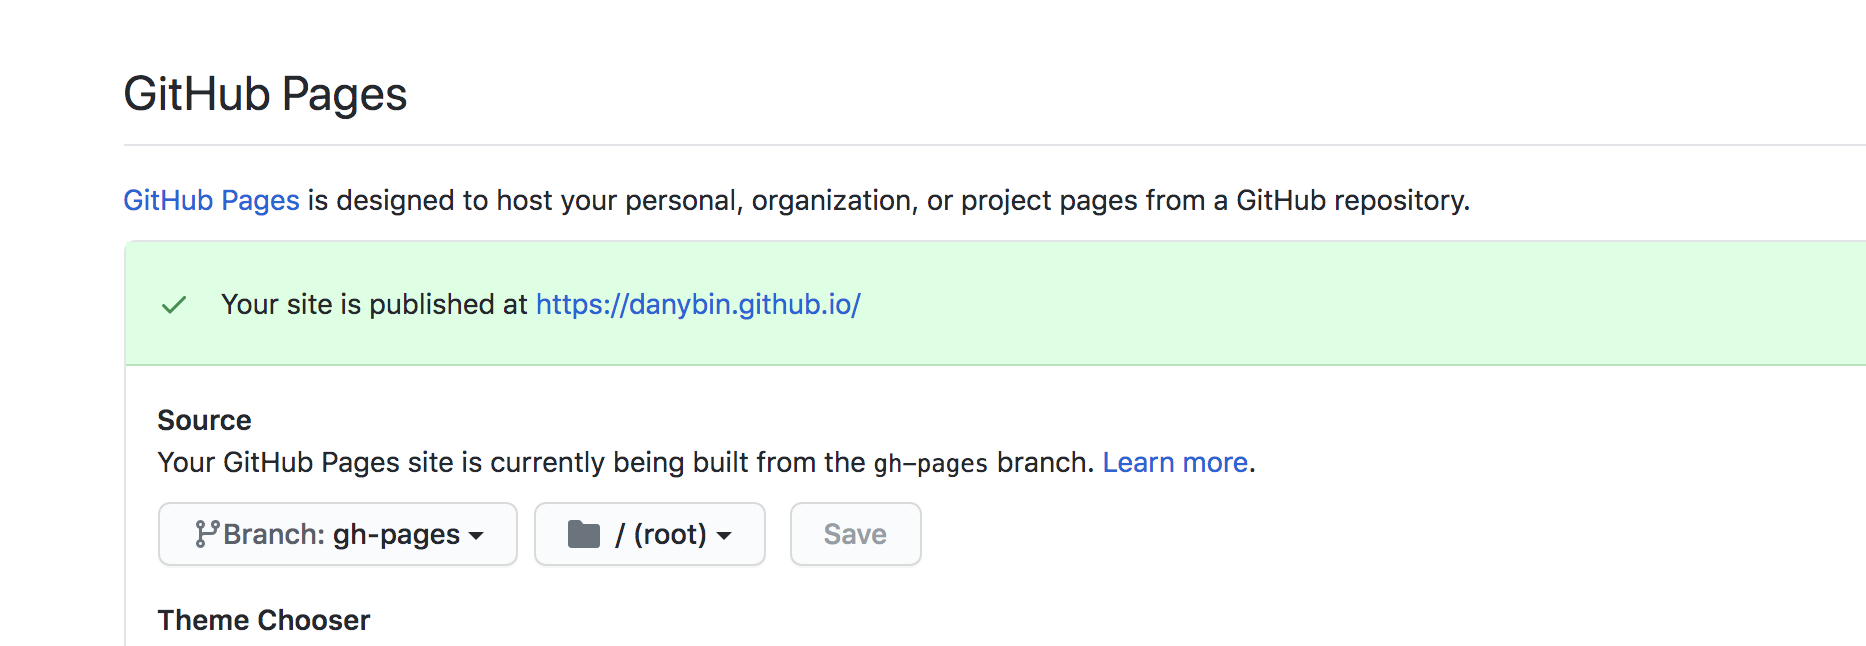 GitHub Pages
GitHub Pages is designed to host your personal, organization, or project pages from a GitHub repository.
Your site is published at https://danybin.github.io/
Source
Your GitHub Pages site is currently being built from the gh-pages branch. Learn more.
Branch: gh-pages / (root) Save
Theme Chooser